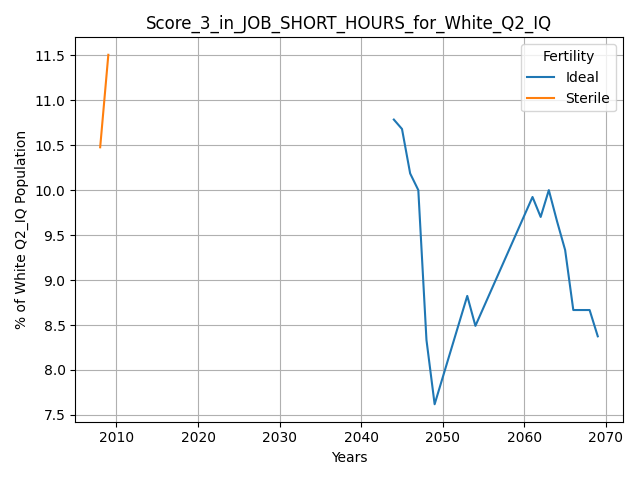 Score_3_in_JOB_SHORT_HOURS_for_White_Q2_IQ
Fertility
Ideal
Sterile
% of White Q2_IQ Population
11.5
11.0
10.5
10.0
9.5
9.0
8.5
8.0
7.5
2010 2020 2030 2040 2050 2060 2070
Years